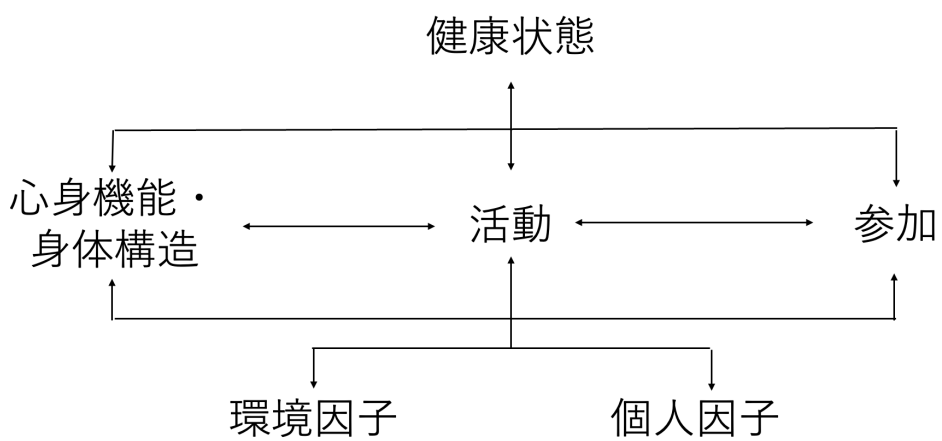 健康状態
心身機能・
身体構造
活動
参加
環境因子
個人因子